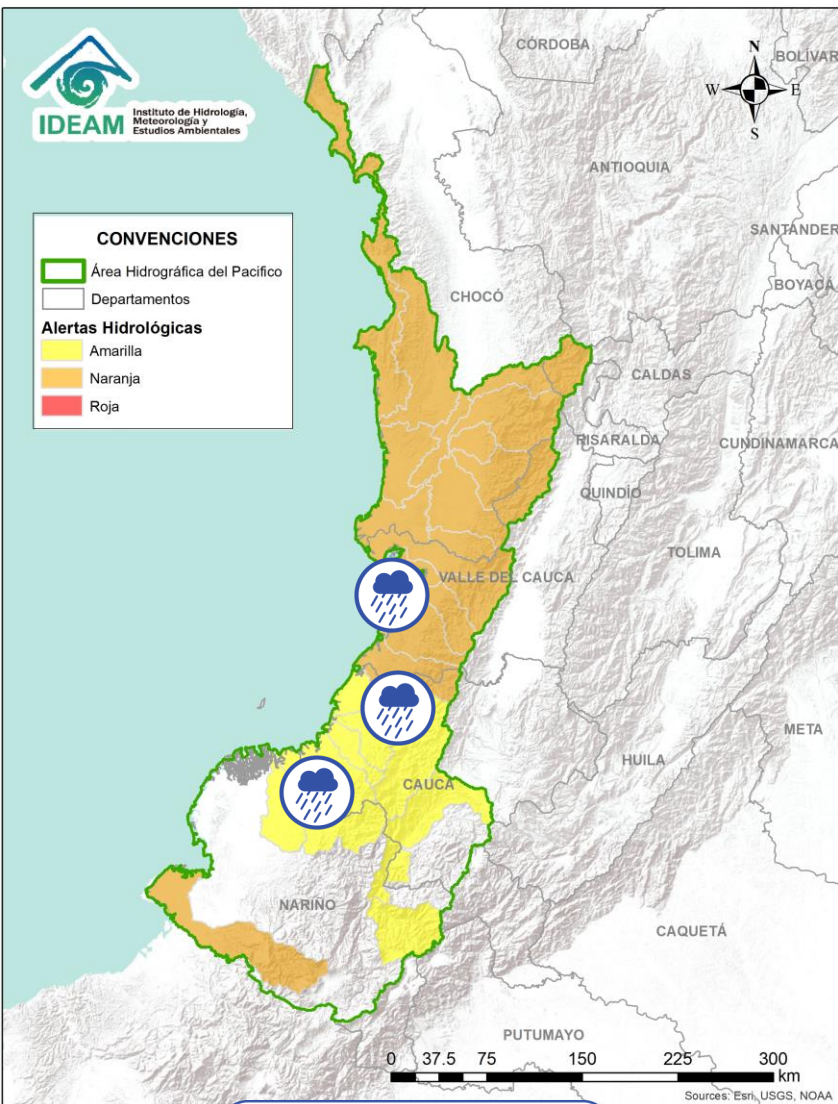 IDEAM
Instituto de Hidrología,
Meteorología y
Estudios Ambientales
CÓRDOBA
BOLÍVAR
N
W
E
S
ANTIOQUIA
SANTANDER
BOYACÁ
CONVENCIONES
Área Hidrográfica del Pacifico
Departamentos
Alertas Hidrológicas
Amarilla
Naranja
Roja
CHOCÓ
CALDAS
RISARALDA
CUNDINAMARCA
QUINDÍO
TOLIMA
VALLE DEL CAUCA
META
HUILA
CAUCA
NARIÑO
CAQUETÁ
PUTUMAYO
0 37.5 75 150 225 300
km
Sources: Esri, USGS, NOAA